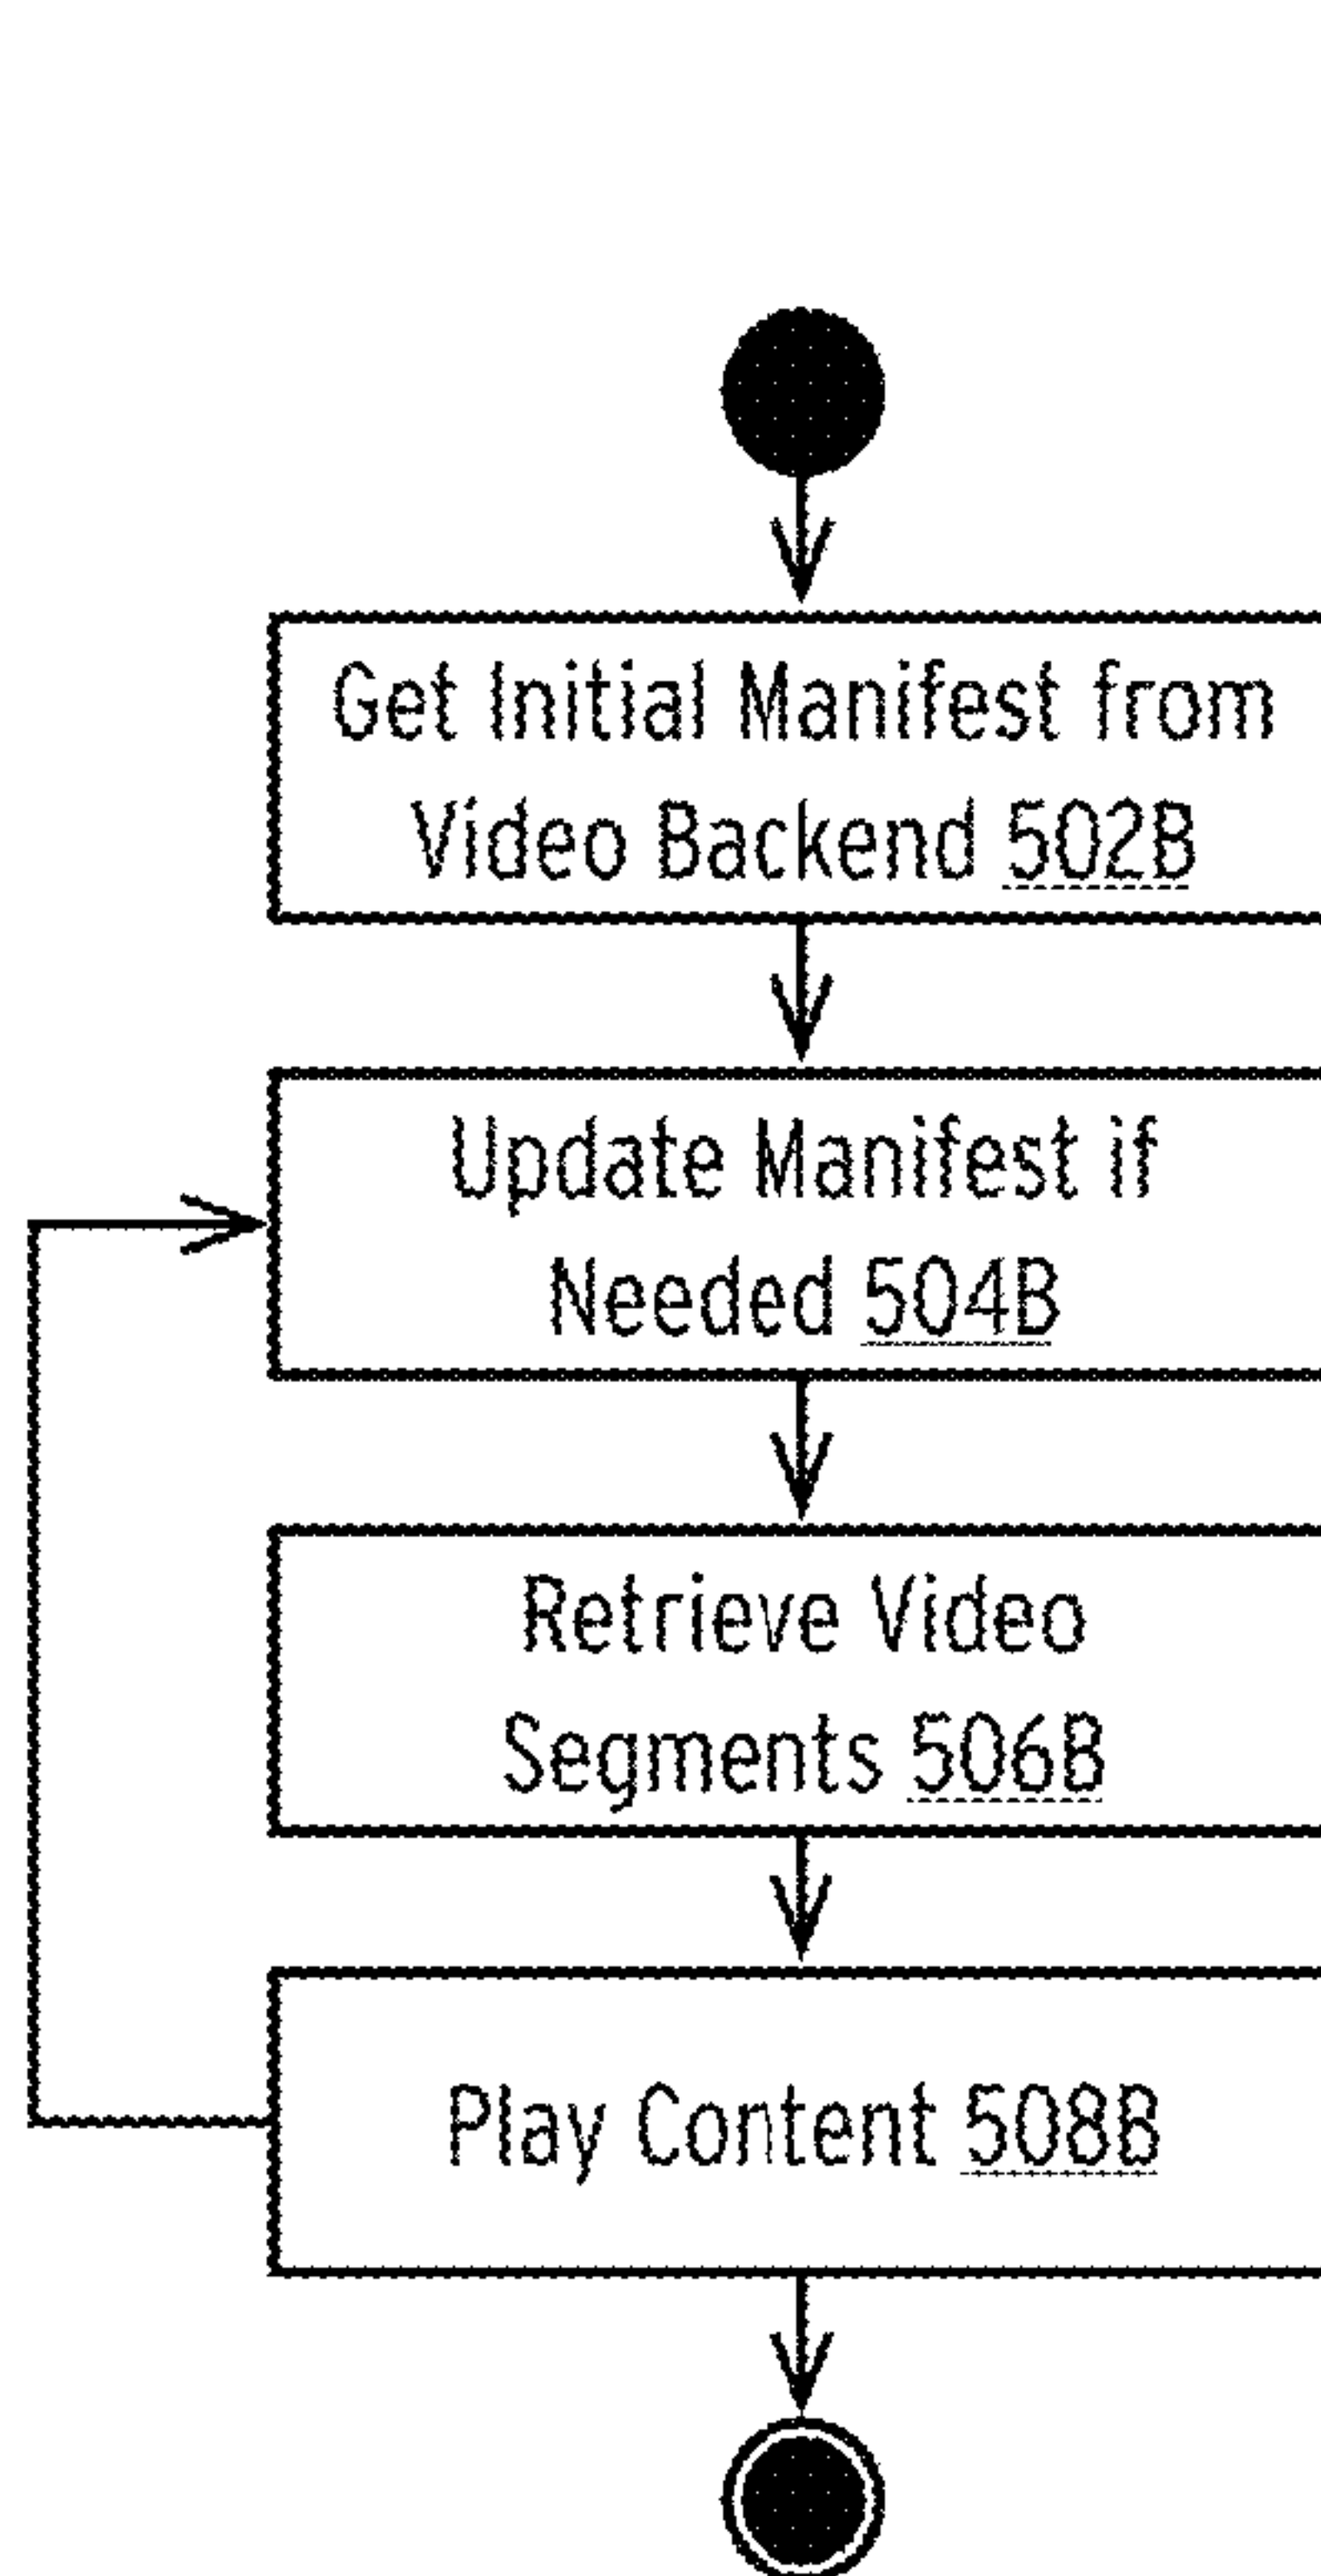 Get Initial Manifest from
Video Backend 502B
Update Manifest if
Needed 504B
Retrieve Video
Segments 506B
Play Content 508B